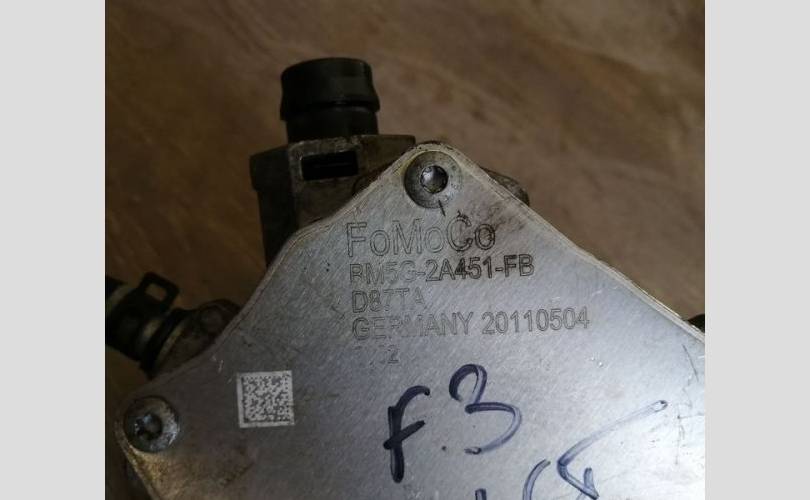 FoMoCo
BM5G-2A451-FB
D87TA
GERMANY 20110504
F3